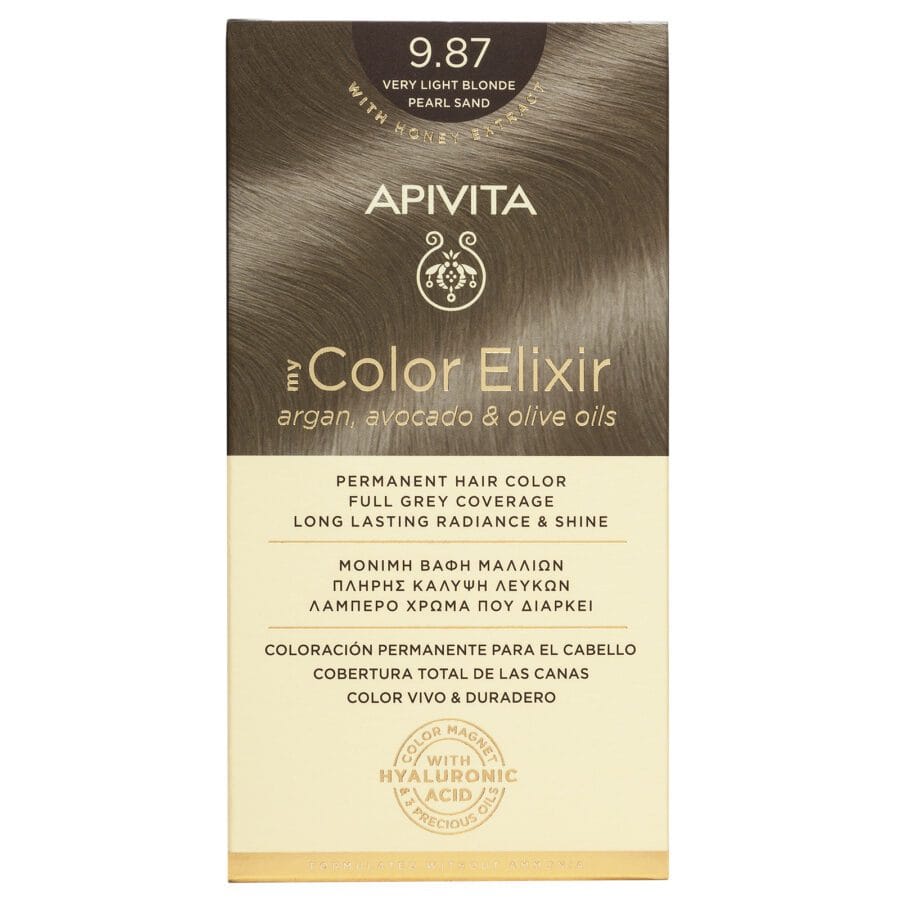 9.87
VERY LIGHT BLONDE
PEARL SAND
WITH HONEY EXTRACT
APIVITA
my Color Elixir
argan, avocado & olive oils
PERMANENT HAIR COLOR
FULL GREY COVERAGE
LONG LASTING RADIANCE & SHINE
ΜΟΝΙΜΗ ΒΑΦΗ ΜΑΛΛΙΩΝ
ΠΛΗΡΗΣ ΚΑΛΥΨΗ ΛΕΥΚΩΝ
ΛΑΜΠΕΡΟ ΧΡΩΜΑ ΠΟΥ ΔΙΑΡΚΕΙ
COLORACIÓN PERMANENTE PARA EL CABELLO
COBERTURA TOTAL DE LAS CANAS
COLOR VIVO & DURADERO
COLOR MAGNET
WITH
HYALURONIC
ACID
& 3 PRECIOUS OILS
FORMULATED WITHOUT AMMONIA